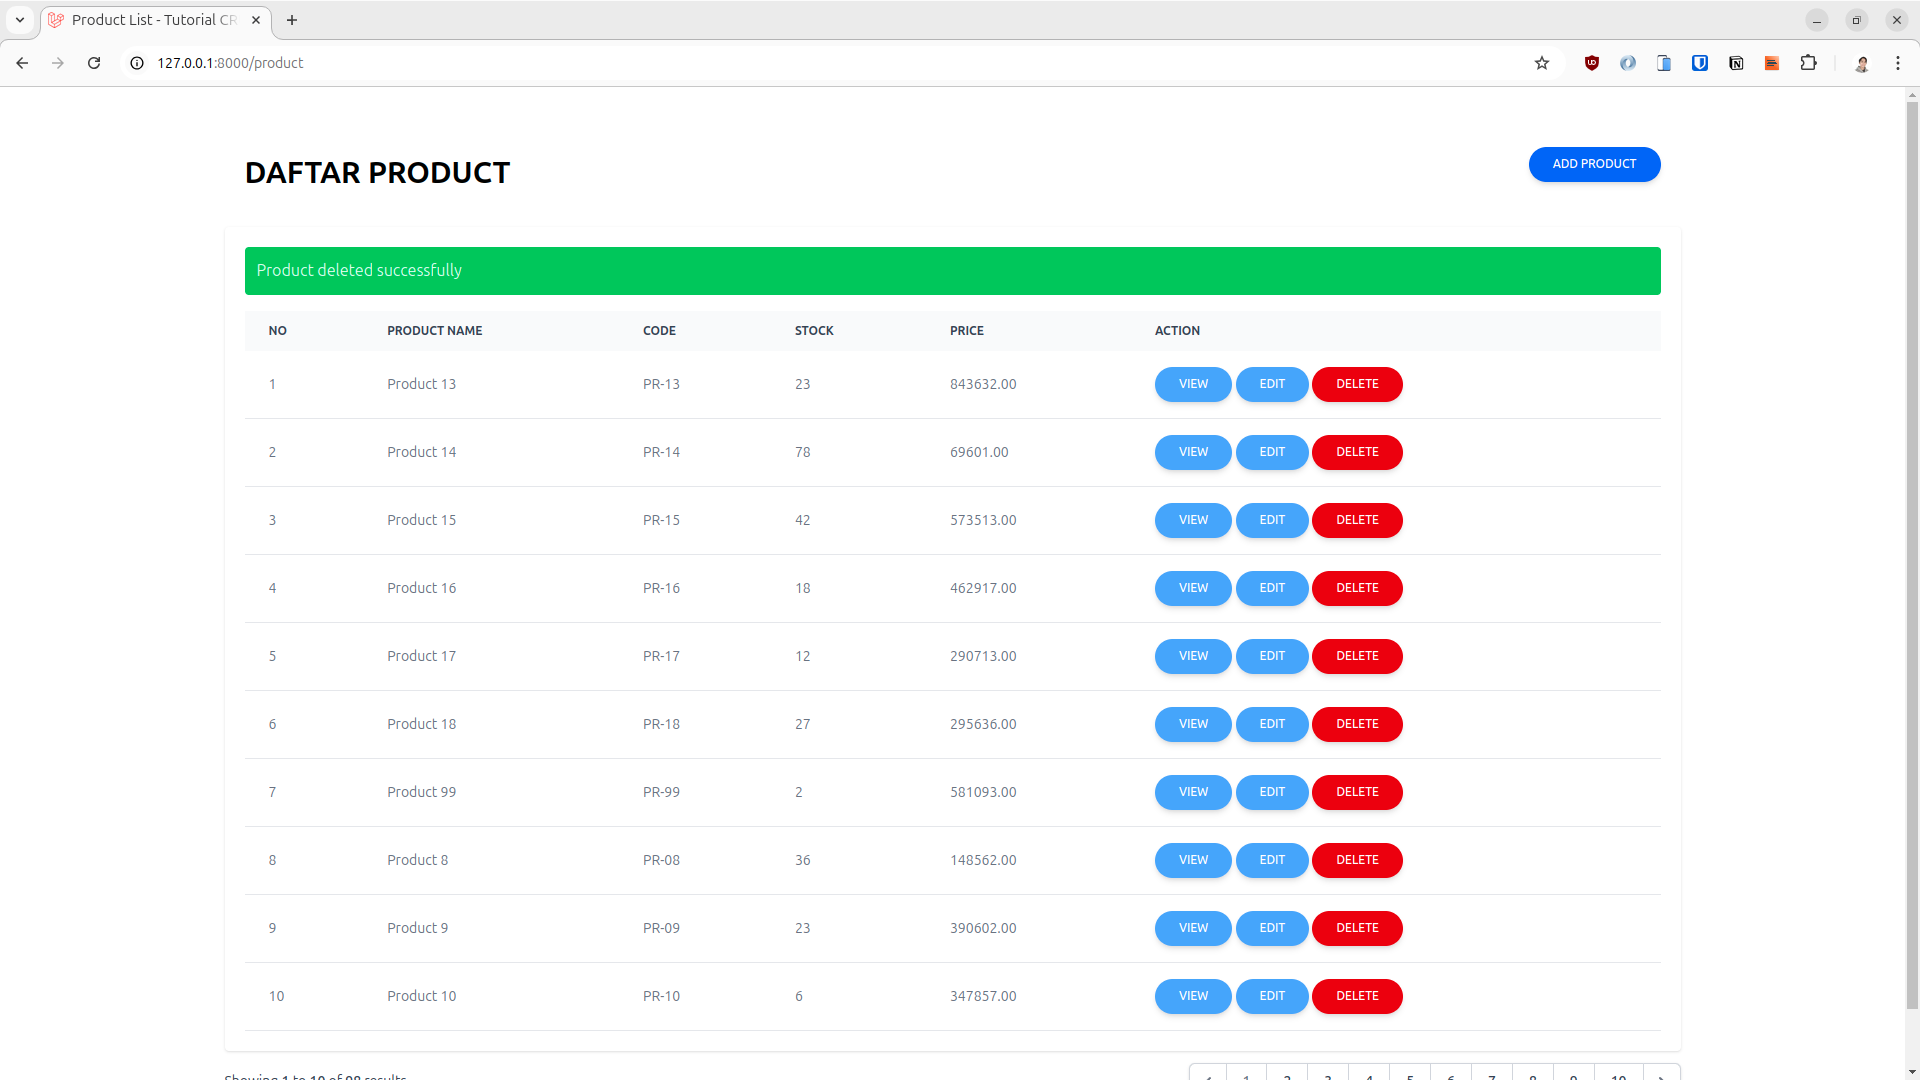 Product List - Tutorial CR
127.0.0.1:8000/product
DAFTAR PRODUCT
ADD PRODUCT
Product deleted successfully
NO PRODUCT NAME CODE STOCK PRICE ACTION
1 Product 13 PR-13 23 843632.00 VIEW EDIT DELETE
2 Product 14 PR-14 78 69601.00 VIEW EDIT DELETE
3 Product 15 PR-15 42 573513.00 VIEW EDIT DELETE
4 Product 16 PR-16 18 462917.00 VIEW EDIT DELETE
5 Product 17 PR-17 12 290713.00 VIEW EDIT DELETE
6 Product 18 PR-18 27 295636.00 VIEW EDIT DELETE
7 Product 99 PR-99 2 581093.00 VIEW EDIT DELETE
8 Product 8 PR-08 36 148562.00 VIEW EDIT DELETE
9 Product 9 PR-09 23 390602.00 VIEW EDIT DELETE
10 Product 10 PR-10 6 347857.00 VIEW EDIT DELETE
Showing 1 to 10 of 98 results
1 2 3 4 5 6 7 8 9 10